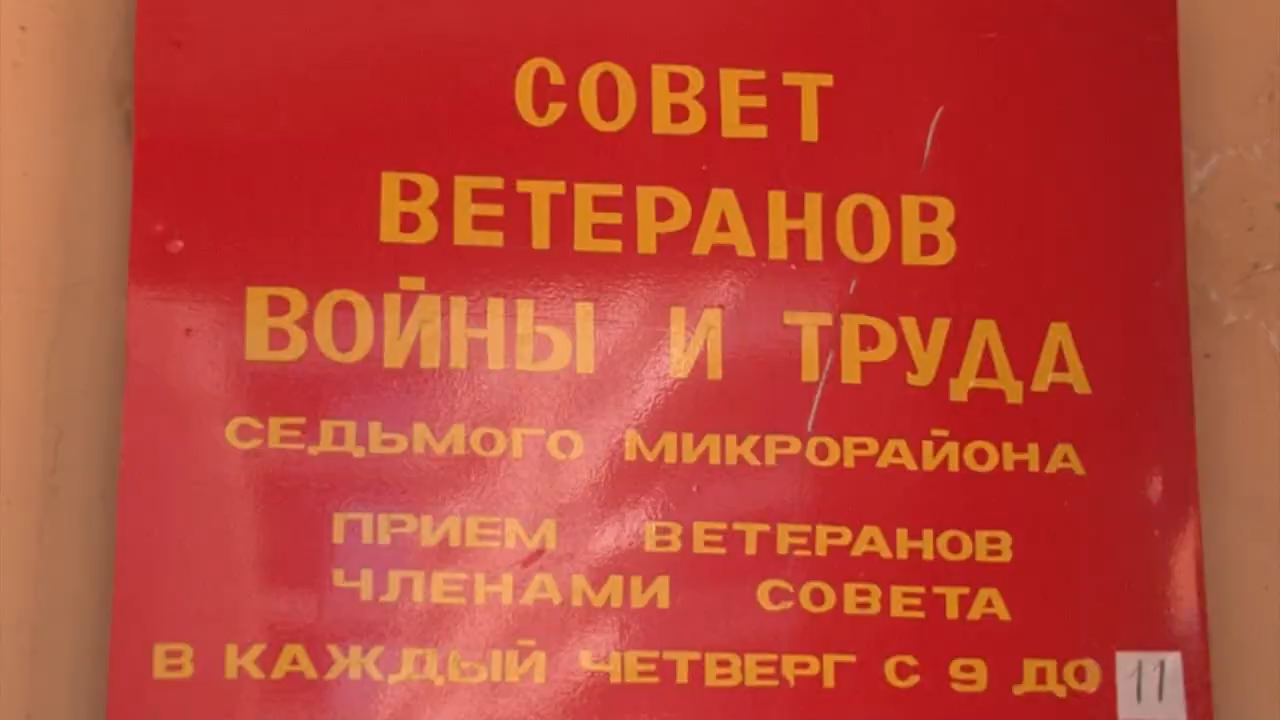 СОВЕТ
ВЕТЕРАНОВ
ВОЙНЫ И ТРУДА
СЕДЬМОГО МИКРОРАЙОНА
ПРИЕМ ВЕТЕРАНОВ
ЧЛЕНАМИ СОВЕТА
В КАЖДЫЙ ЧЕТВЕРГ С 9 ДО 11